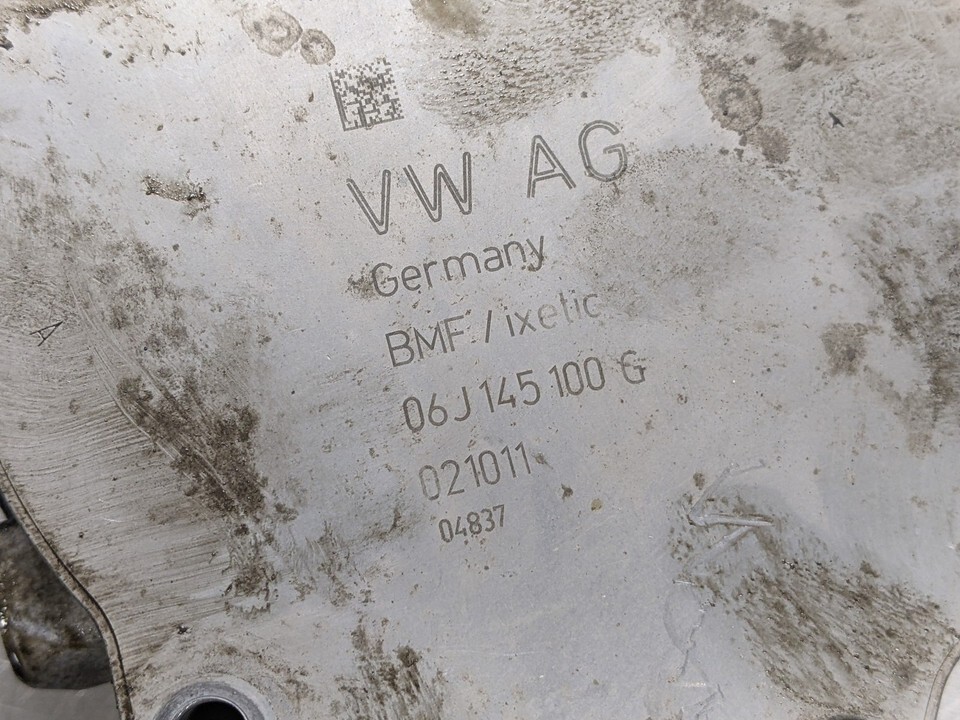 VW AG
Germany
BMF / ixetic
06J 145 100 G
021011
04837
A